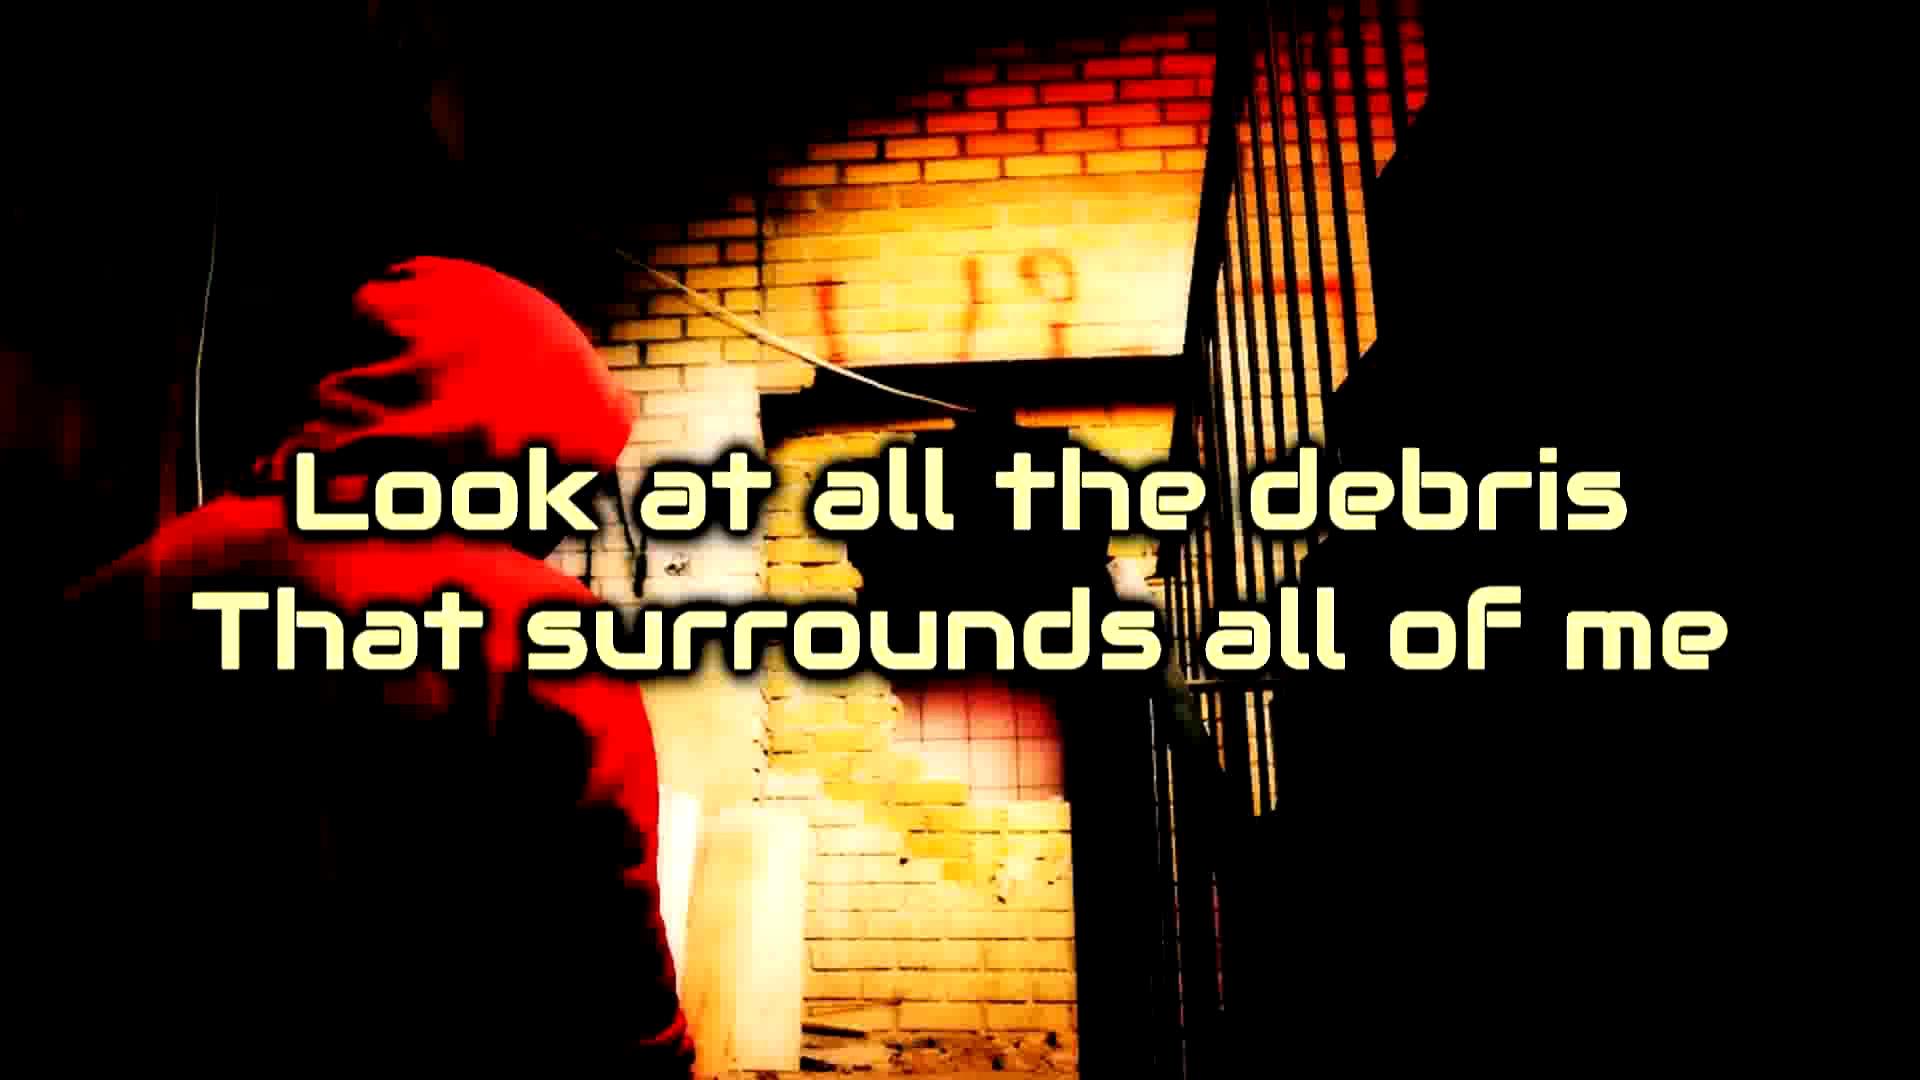 Look at all the debris
That surrounds all of me